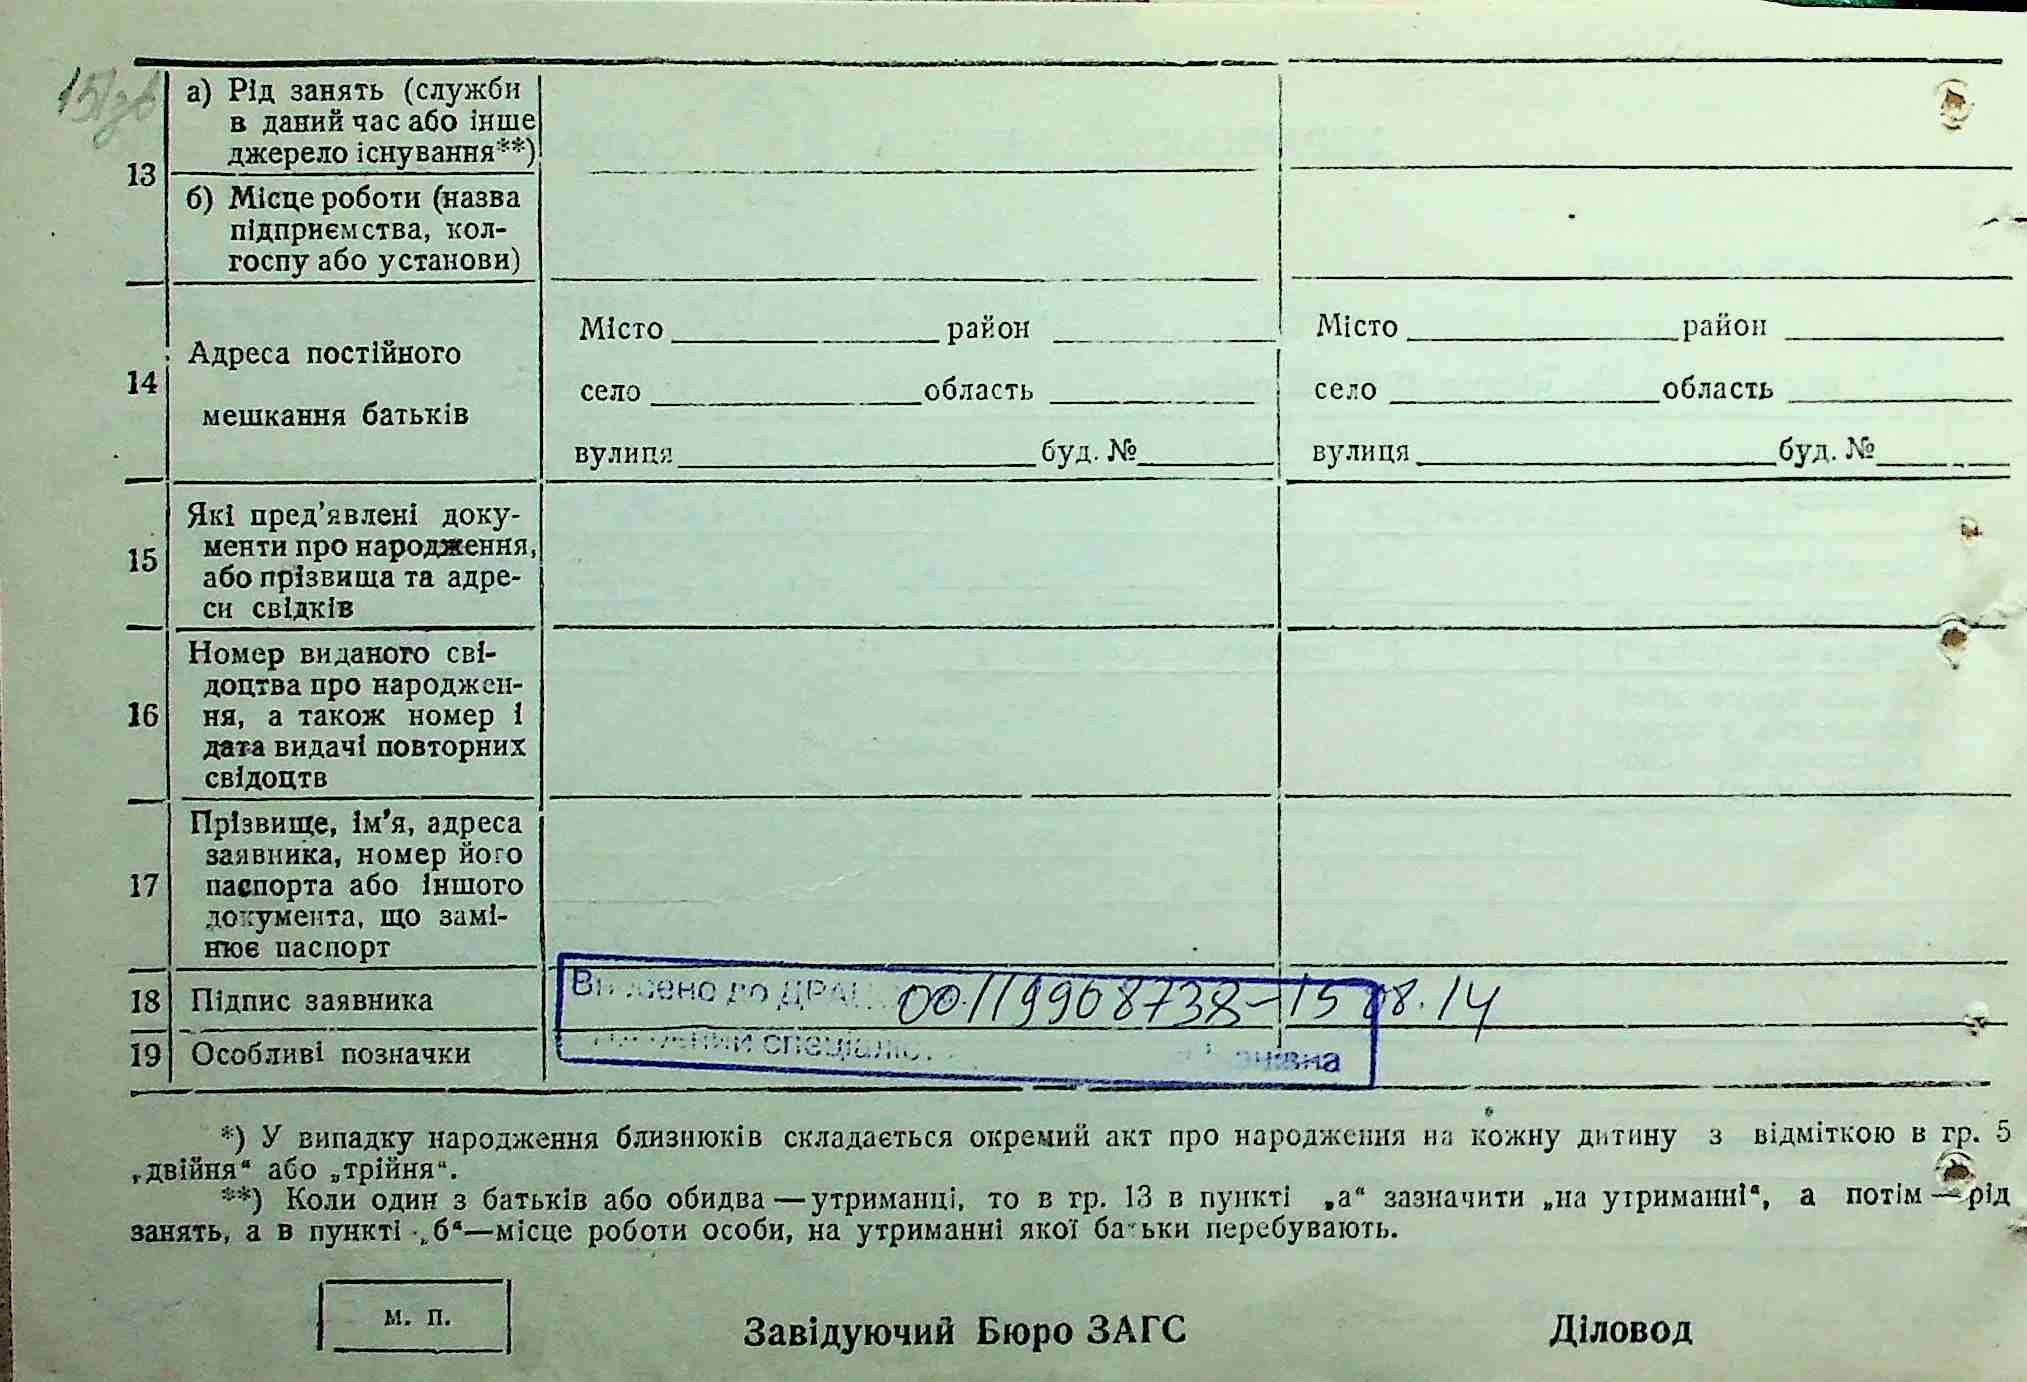 151зв
13
а) Рід занять (служби
в даний час або інше
джерело існування**)
б) Місце роботи (назва
підприємства, кол-
госпу або установи)
14
Адреса постійного
мешкання батьків
Місто район
село область
вулиця буд. №
Місто район
село область
вулиця буд. №
15
Які пред’явлені доку-
менти про народження,
або прізвища та адре-
си свідків
16
Номер виданого сві-
доцтва про народжен-
ня, а також номер і
дата видачі повторних
свідоцтв
17
Прізвище, ім’я, адреса
заявника, номер його
паспорта або іншого
документа, що замі-
нює паспорт
18 Підпис заявника
Внесено до ДРАЦ 00119968738-15 08.14
19 Особливі позначки
спеціаліст
*) У випадку народження близнюків складається окремий акт про народження на кожну дитину з відміткою в гр. 5
„двійня“ або „трійня“.
**) Коли один з батьків або обидва — утриманці, то в гр. 13 в пункті „а“ зазначити „на утриманні“, а потім — рід
занять, а в пункті „б“—місце роботи особи, на утриманні якої батьки перебувають.
м. п.
Завідуючий Бюро ЗАГС
Діловод